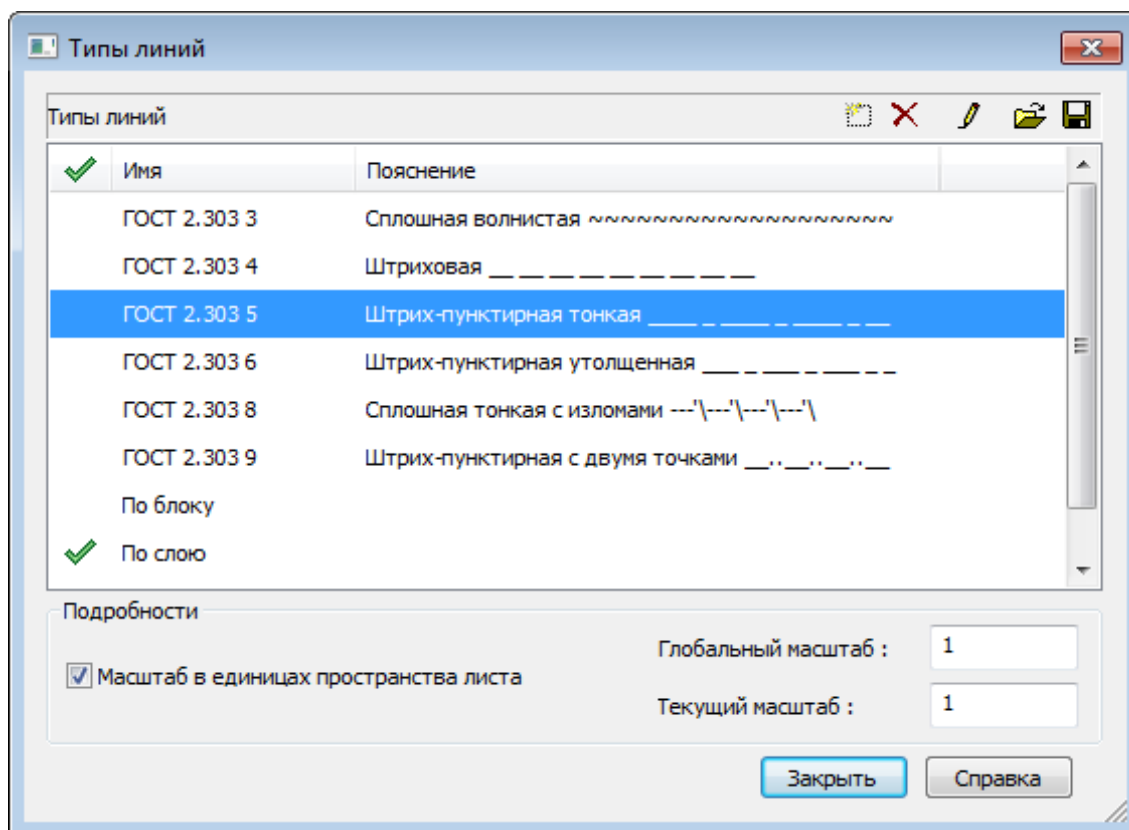 Типы линий
Типы линий
Имя Пояснение
ГОСТ 2.303 3 Сплошная волнистая ~~~~~~~~~~~~~~~~~~~
ГОСТ 2.303 4 Штриховая __ __ __ __ __ __ __ __ __
ГОСТ 2.303 5 Штрих-пунктирная тонкая ____ _ ____ _ ____ _ __
ГОСТ 2.303 6 Штрих-пунктирная утолщенная ___ _ ___ _ ___ _ _
ГОСТ 2.303 8 Сплошная тонкая с изломами ---'\---'\---'\---'\
ГОСТ 2.303 9 Штрих-пунктирная с двумя точками __..__..__..__
По блоку
По слою
Подробности
Масштаб в единицах пространства листа
Глобальный масштаб : 1
Текущий масштаб : 1
Закрыть Справка